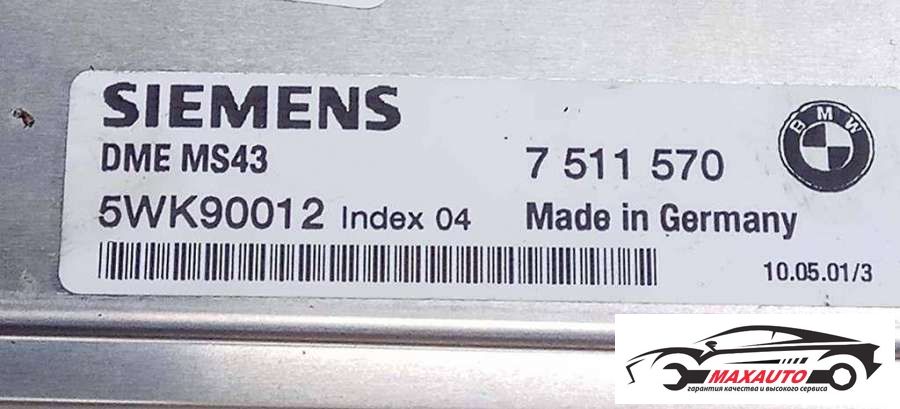 SIEMENS
DME MS43
7 511 570
BMW
5WK90012 Index 04
Made in Germany
10.05.01/3
MAXAUTO
гарантия качества и высокого сервиса